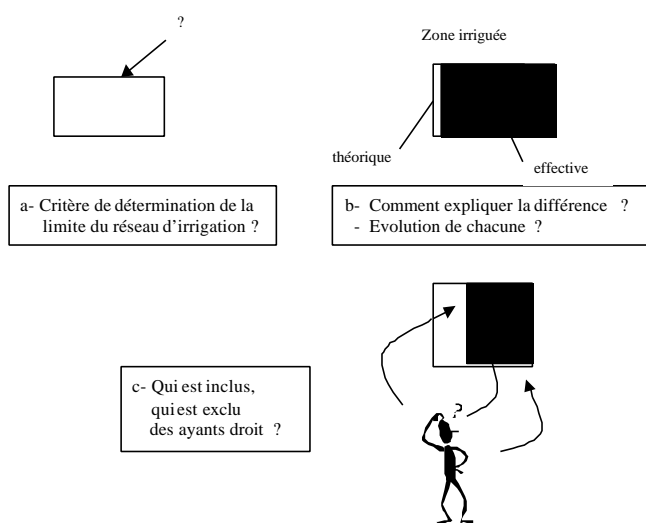 ?
Zone irriguée
théorique
effective
a- Critère de détermination de la
limite du réseau d'irrigation ?
b- Comment expliquer la différence ?
- Evolution de chacune ?
c- Qui est inclus,
qui est exclu
des ayants droit ?
?